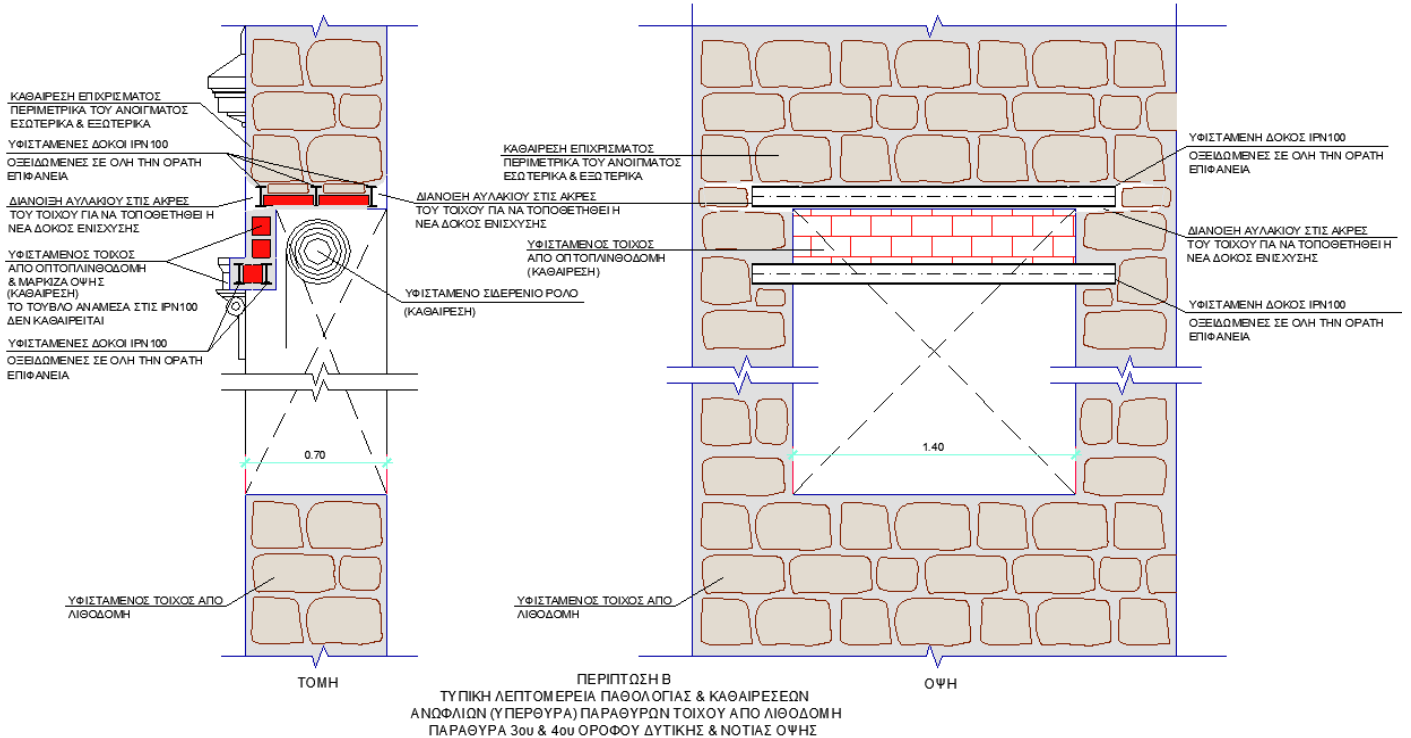 ΚΑΘΑΙΡΕΣΗ ΕΠΙΧΡΙΣΜΑΤΟΣ
ΠΕΡΙΜΕΤΡΙΚΑ ΤΟΥ ΑΝΟΙΓΜΑΤΟΣ
ΕΣΩΤΕΡΙΚΑ & ΕΞΩΤΕΡΙΚΑ
ΥΦΙΣΤΑΜΕΝΕΣ ΔΟΚΟΙ IPN 100
ΟΞΕΙΔΩΜΕΝΕΣ ΣΕ ΟΛΗ ΤΗΝ ΟΡΑΤΗ
ΕΠΙΦΑΝΕΙΑ
ΔΙΑΝΟΙΞΗ ΑΥΛΑΚΙΟΥ ΣΤΙΣ ΑΚΡΕΣ
ΤΟΥ ΤΟΙΧΟΥ ΓΙΑ ΝΑ ΤΟΠΟΘΕΤΗΘΕΙ Η
ΝΕΑ ΔΟΚΟΣ ΕΝΙΣΧΥΣΗΣ
ΥΦΙΣΤΑΜΕΝΟΣ ΤΟΙΧΟΣ
ΑΠΟ ΟΠΤΟΠΛΙΝΘΟΔΟΜΗ
& ΜΑΡΚΙΖΑ ΟΨΗΣ
(ΚΑΘΑΙΡΕΣΗ)
ΤΟ ΤΟΥΒΛΟ ΑΝΑΜΕΣΑ ΣΤΙΣ IPN100
ΔΕΝ ΚΑΘΑΙΡΕΙΤΑΙ
ΥΦΙΣΤΑΜΕΝΕΣ ΔΟΚΟΙ IPN 100
ΟΞΕΙΔΩΜΕΝΕΣ ΣΕ ΟΛΗ ΤΗΝ ΟΡΑΤΗ
ΕΠΙΦΑΝΕΙΑ
ΥΦΙΣΤΑΜΕΝΟ ΣΙΔΕΡΕΝΙΟ ΡΟΛΟ
(ΚΑΘΑΙΡΕΣΗ)
0.70
ΥΦΙΣΤΑΜΕΝΟΣ ΤΟΙΧΟΣ ΑΠΟ
ΛΙΘΟΔΟΜΗ
ΤΟΜΗ
ΚΑΘΑΙΡΕΣΗ ΕΠΙΧΡΙΣΜΑΤΟΣ
ΠΕΡΙΜΕΤΡΙΚΑ ΤΟΥ ΑΝΟΙΓΜΑΤΟΣ
ΕΣΩΤΕΡΙΚΑ & ΕΞΩΤΕΡΙΚΑ
ΔΙΑΝΟΙΞΗ ΑΥΛΑΚΙΟΥ ΣΤΙΣ ΑΚΡΕΣ
ΤΟΥ ΤΟΙΧΟΥ ΓΙΑ ΝΑ ΤΟΠΟΘΕΤΗΘΕΙ Η
ΝΕΑ ΔΟΚΟΣ ΕΝΙΣΧΥΣΗΣ
ΥΦΙΣΤΑΜΕΝΟΣ ΤΟΙΧΟΣ
ΑΠΟ ΟΠΤΟΠΛΙΝΘΟΔΟΜΗ
(ΚΑΘΑΙΡΕΣΗ)
ΥΦΙΣΤΑΜΕΝΗ ΔΟΚΟΣ IPN100
ΟΞΕΙΔΩΜΕΝΕΣ ΣΕ ΟΛΗ ΤΗΝ ΟΡΑΤΗ
ΕΠΙΦΑΝΕΙΑ
ΔΙΑΝΟΙΞΗ ΑΥΛΑΚΙΟΥ ΣΤΙΣ ΑΚΡΕΣ
ΤΟΥ ΤΟΙΧΟΥ ΓΙΑ ΝΑ ΤΟΠΟΘΕΤΗΘΕΙ Η
ΝΕΑ ΔΟΚΟΣ ΕΝΙΣΧΥΣΗΣ
ΥΦΙΣΤΑΜΕΝΗ ΔΟΚΟΣ IPN100
ΟΞΕΙΔΩΜΕΝΕΣ ΣΕ ΟΛΗ ΤΗΝ ΟΡΑΤΗ
ΕΠΙΦΑΝΕΙΑ
1.40
ΥΦΙΣΤΑΜΕΝΟΣ ΤΟΙΧΟΣ ΑΠΟ
ΛΙΘΟΔΟΜΗ
ΟΨΗ
ΠΕΡΙΠΤΩΣΗ Β
ΤΥΠΙΚΗ ΛΕΠΤΟΜΕΡΕΙΑ ΠΑΘΟΛΟΓΙΑΣ & ΚΑΘΑΙΡΕΣΕΩΝ
ΑΝΩΦΛΙΩΝ (ΥΠΕΡΘΥΡΑ) ΠΑΡΑΘΥΡΩΝ ΤΟΙΧΟΥ ΑΠΟ ΛΙΘΟΔΟΜΗ
ΠΑΡΑΘΥΡΑ 3ου & 4ου ΟΡΟΦΟΥ ΔΥΤΙΚΗΣ & ΝΟΤΙΑΣ ΟΨΗΣ